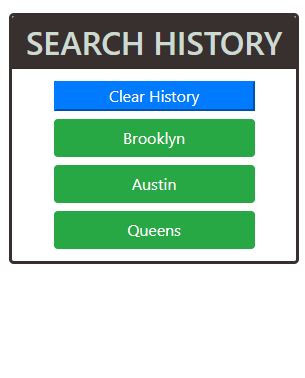 SEARCH HISTORY
Clear History
Brooklyn
Austin
Queens